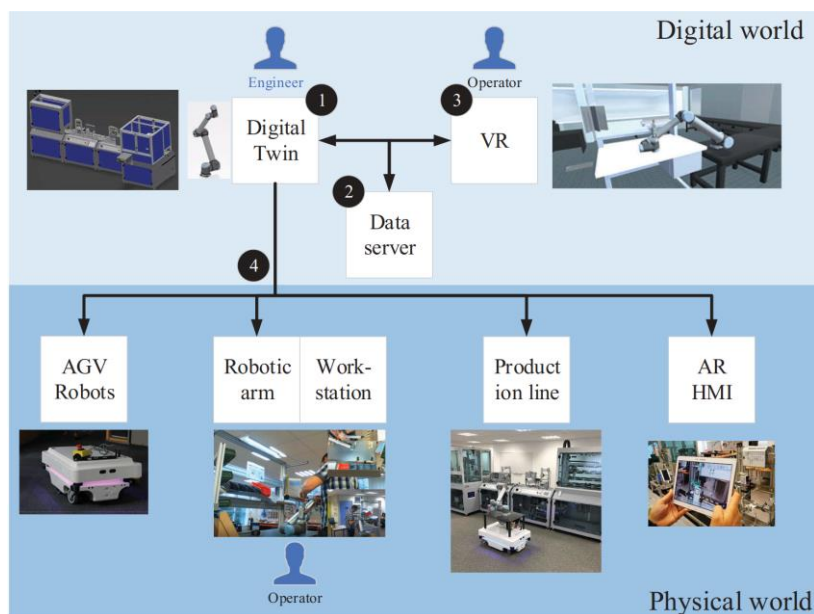 Digital world
Engineer
Operator
1
3
Digital
Twin
VR
2
Data
server
4
AGV
Robots
Robotic
arm
Work-
station
Product
ion line
AR
HMI
Operator
Physical world